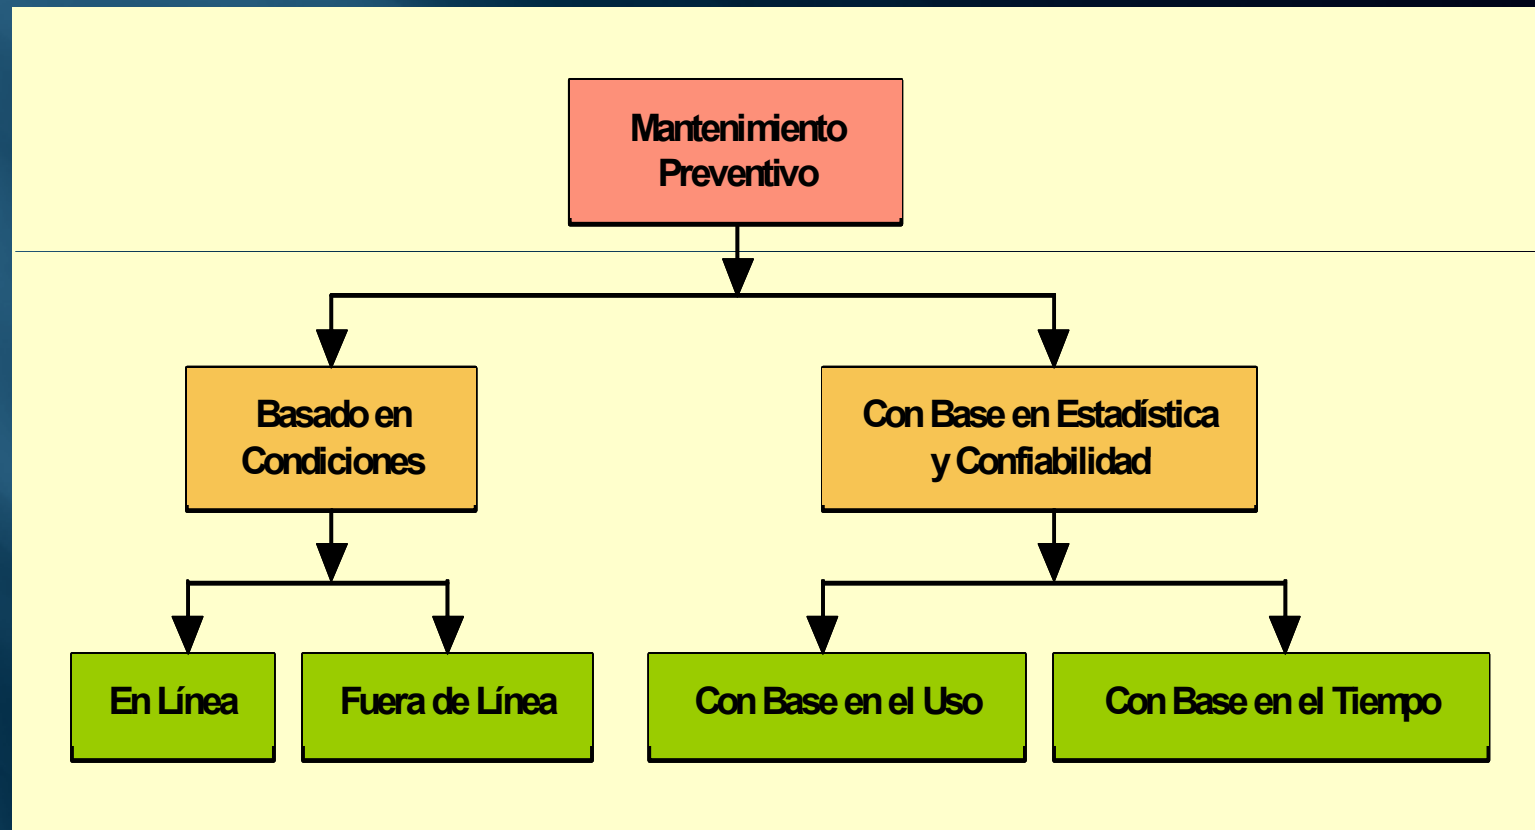 Mantenimiento
Preventivo
Basado en
Condiciones
Con Base en Estadística
y Confiabilidad
En Línea
Fuera de Línea
Con Base en el Uso
Con Base en el Tiempo